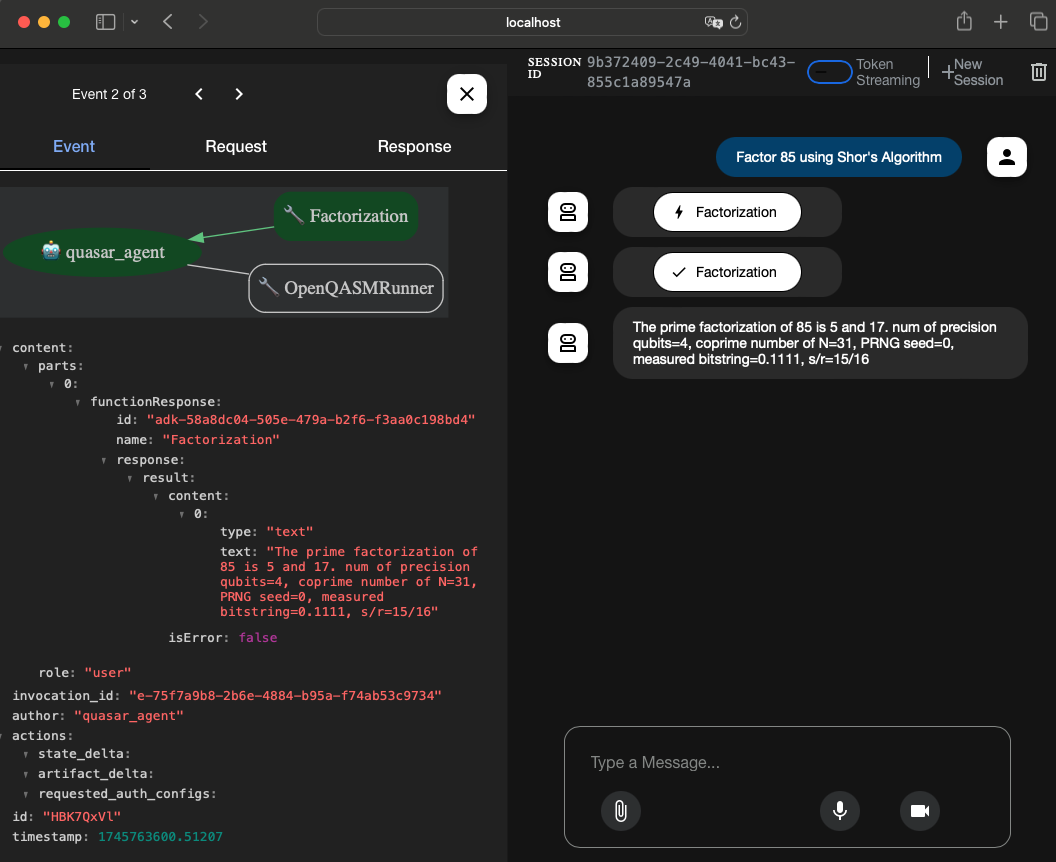 localhost
Event 2 of 3
Event Request Response
Factorization
quasar_agent
OpenQASMRunner
content:
parts:
0:
functionResponse:
id: "adk-58a8dc04-505e-479a-b2f6-f3aa0c198bd4"
name: "Factorization"
response:
result:
content:
0:
type: "text"
text: "The prime factorization of
85 is 5 and 17. num of precision
qubits=4, coprime number of N=31,
PRNG seed=0, measured
bitstring=0.1111, s/r=15/16"
isError: false
role: "user"
invocation_id: "e-75f7a9b8-2b6e-4884-b95a-f74ab53c9734"
author: "quasar_agent"
actions:
state_delta:
artifact_delta:
requested_auth_configs:
id: "HBK7QxVl"
timestamp: 1745763600.51207
SESSION
ID
9b372409-2c49-4041-bc43-
855c1a89547a
Token
Streaming
New
Session
Factor 85 using Shor's Algorithm
Factorization
Factorization
The prime factorization of 85 is 5 and 17. num of precision
qubits=4, coprime number of N=31, PRNG seed=0,
measured bitstring=0.1111, s/r=15/16
Type a Message...